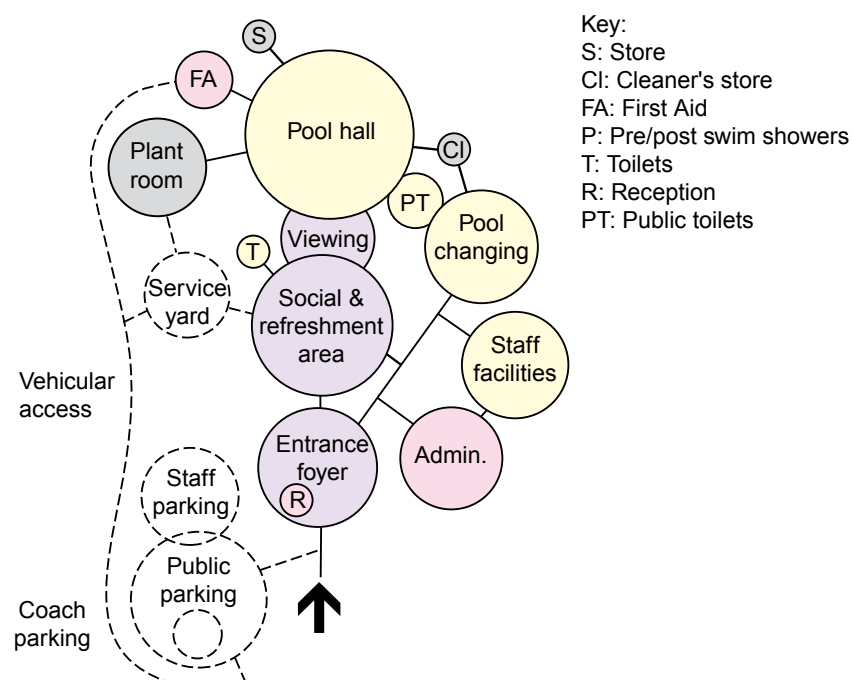 S
FA
Pool hall
Plant
room
Cl
PT
Pool
changing
Viewing
T
Service
yard
Social &
refreshment
area
Staff
facilities
Vehicular
access
Entrance
foyer
R
Admin.
Staff
parking
Public
parking
Coach
parking
Key:
S: Store
Cl: Cleaner's store
FA: First Aid
P: Pre/post swim showers
T: Toilets
R: Reception
PT: Public toilets